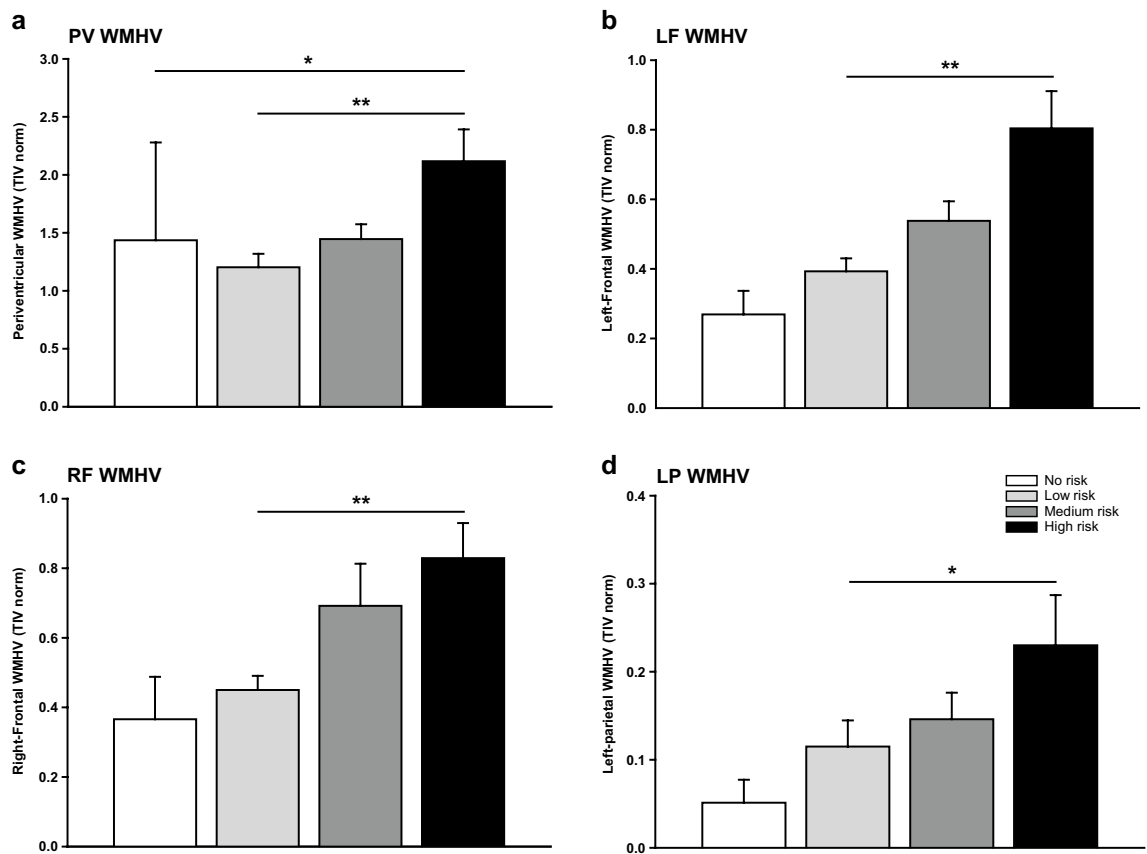 a
PV WMHV
Periventricular WMHV (TIV norm)
3.0
2.5
2.0
1.5
1.0
0.5
0.0
*
**
b
LF WMHV
Left-Frontal WMHV (TIV norm)
1.0
0.8
0.6
0.4
0.2
0.0
**
c
RF WMHV
Right-Frontal WMHV (TIV norm)
1.0
0.8
0.6
0.4
0.2
0.0
**
d
LP WMHV
Left-parietal WMHV (TIV norm)
0.4
0.3
0.2
0.1
0.0
*
No risk
Low risk
Medium risk
High risk